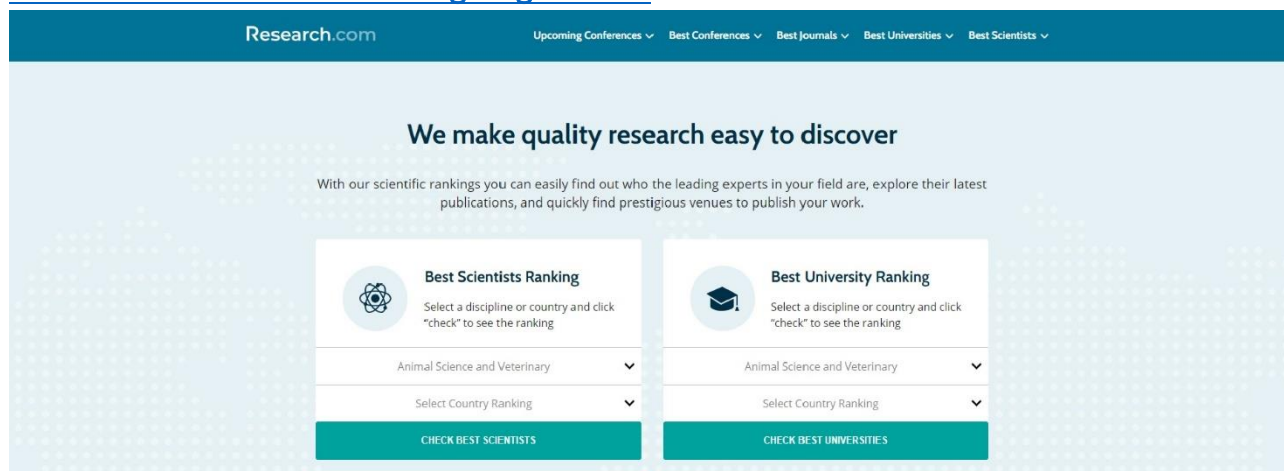 Research.com
Upcoming Conferences Best Conferences Best Journals Best Universities Best Scientists
We make quality research easy to discover
With our scientific rankings you can easily find out who the leading experts in your field are, explore their latest
publications, and quickly find prestigious venues to publish your work.
Best Scientists Ranking
Select a discipline or country and click
"check" to see the ranking
Animal Science and Veterinary
Select Country Ranking
CHECK BEST SCIENTISTS
Best University Ranking
Select a discipline or country and click
"check" to see the ranking
Animal Science and Veterinary
Select Country Ranking
CHECK BEST UNIVERSITIES